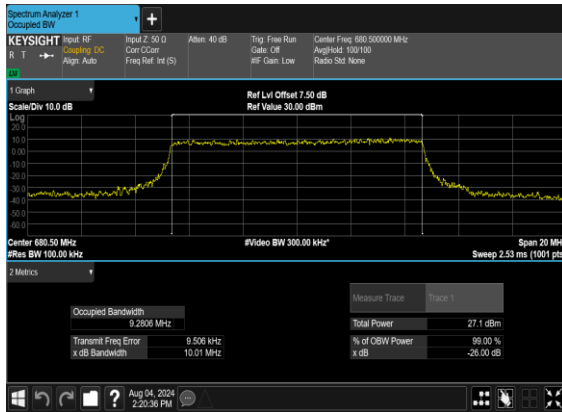 Spectrum Analyzer 1
Occupied BW
+
KEYSIGHT Input: RF Input Z: 50 Ω Atten: 40 dB Trig: Free Run Center Freq: 680.500000 MHz
R T Coupling: DC Corr CCorr Gate: Off Avg|Hold: 100/100
Align: Auto Freq Ref: Int (S) #IF Gain: Low Radio Std: None
LXI
1 Graph
Ref Lvl Offset 7.50 dB
Scale/Div 10.0 dB Ref Value 30.00 dBm
Log
20.0
10.0
0.00
-10.0
-20.0
-30.0
-40.0
-50.0
-60.0
Center 680.50 MHz #Video BW 300.00 kHz* Span 20 MH
#Res BW 100.00 kHz Sweep 2.53 ms (1001 pts
2 Metrics
Measure Trace Trace 1
Occupied Bandwidth
9.2806 MHz
Total Power 27.1 dBm
Transmit Freq Error 9.506 kHz % of OBW Power 99.00 %
x dB Bandwidth 10.01 MHz x dB -26.00 dB
? Aug 04, 2024
2:20:36 PM